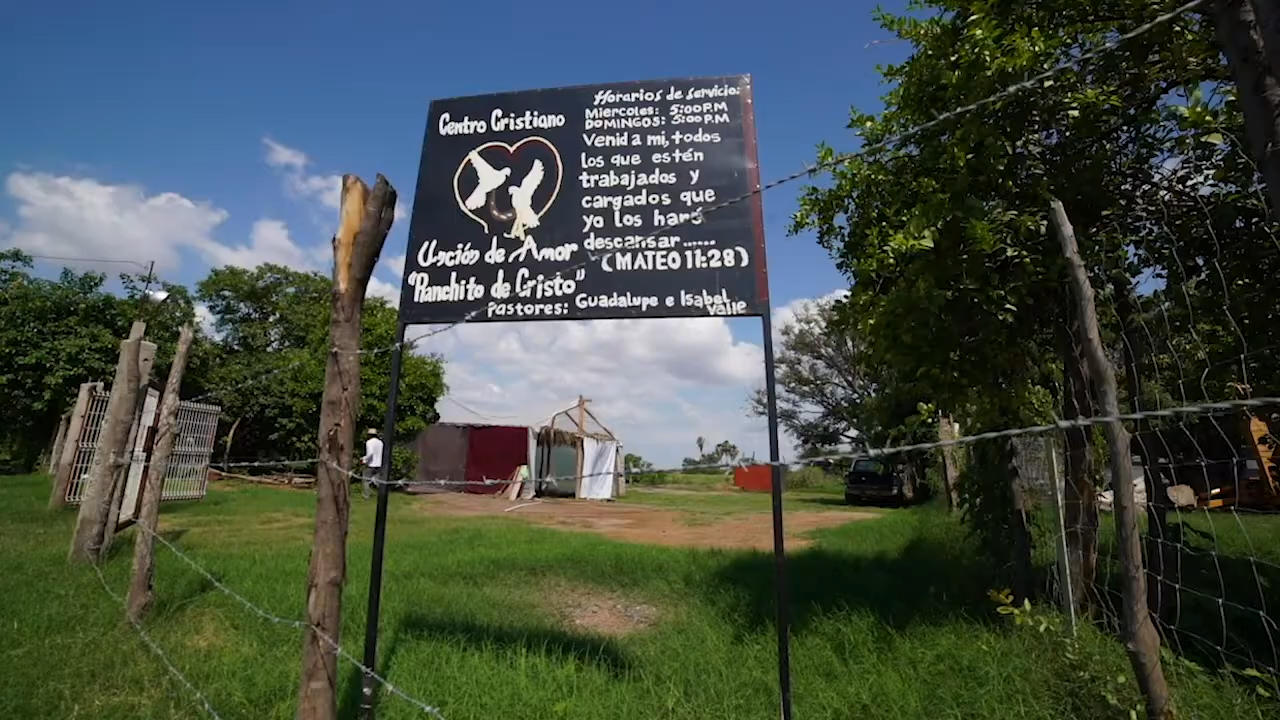 Centro Cristiano
Unción de Amor
"Ranchito de Cristo"
Horarios de servicio:
MIERCOLES: 5:00 P.M
DOMINGOS: 5:00 P.M
Venid a mi, todos
los que estén
trabajados y
cargados que
yo los haré
descansar......
(MATEO 11:28)
Pastores: Guadalupe e Isabel
Valle